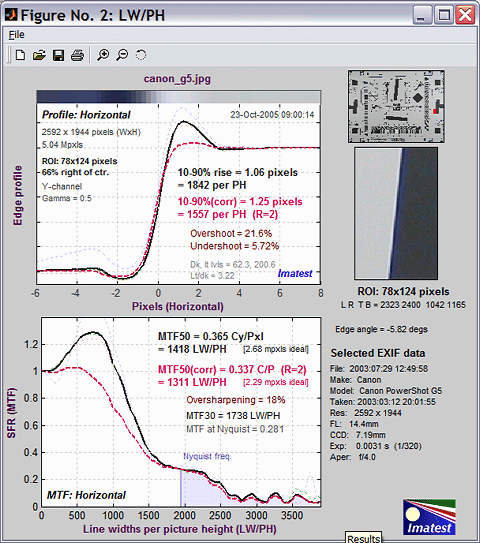 Figure No. 2: LW/PH
File
canon_g5.jpg
Profile: Horizontal
23-Oct-2005 09:00:14
2592 x 1944 pixels (WxH)
5.04 Mpxls
ROI: 78x124 pixels
66% right of ctr.
Y-channel
Gamma = 0.5
10-90% rise = 1.06 pixels
= 1842 per PH
10-90%(corr) = 1.25 pixels
= 1557 per PH (R=2)
Overshoot = 21.6%
Undershoot = 5.72%
Dk, lt lvls = 62.3, 200.6
Lt/dk = 3.22
Imatest
Edge profile
-6 -4 -2 0 2 4 6 8
Pixels (Horizontal)
ROI: 78x124 pixels
L R T B = 2323 2400 1042 1165
Edge angle = -5.82 degs
MTF50 = 0.365 Cy/Pxl
= 1418 LW/PH
[2.68 mpxls ideal]
MTF50(corr) = 0.337 C/P (R=2)
= 1311 LW/PH
[2.29 mpxls ideal]
Oversharpening = 18%
MTF30 = 1738 LW/PH
MTF at Nyquist = 0.281
Nyquist freq.
MTF: Horizontal
SFR (MTF)
1.2
1
0.8
0.6
0.4
0.2
0
0 500 1000 1500 2000 2500 3000 3500
Line widths per picture height (LW/PH)
Selected EXIF data
File: 2003:07:29 12:49:58
Make: Canon
Model: Canon PowerShot G5
Taken: 2003:03:12 20:01:55
Res: 2592 x 1944
FL: 14.4mm
CCD: 7.19mm
Exp: 0.0031 s (1/320)
Aper: f/4.0
Imatest
Results